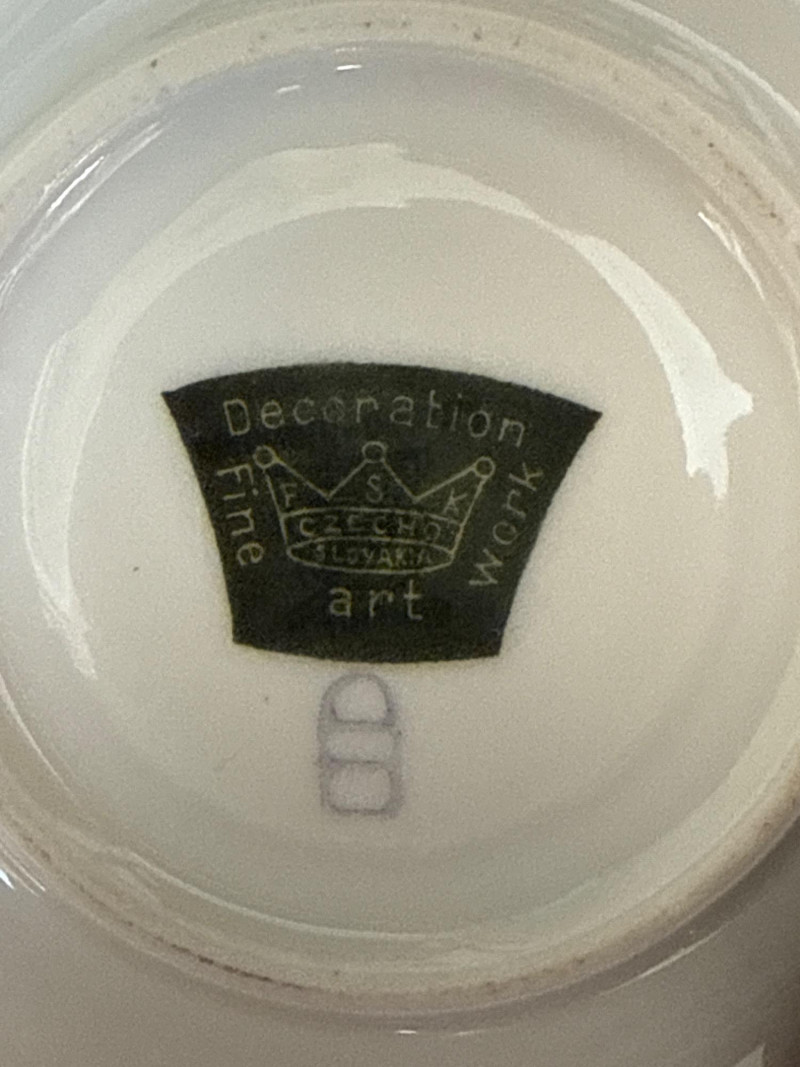 Decoration
Fine
F S K
CZECHO
SLOVAKIA
work
art